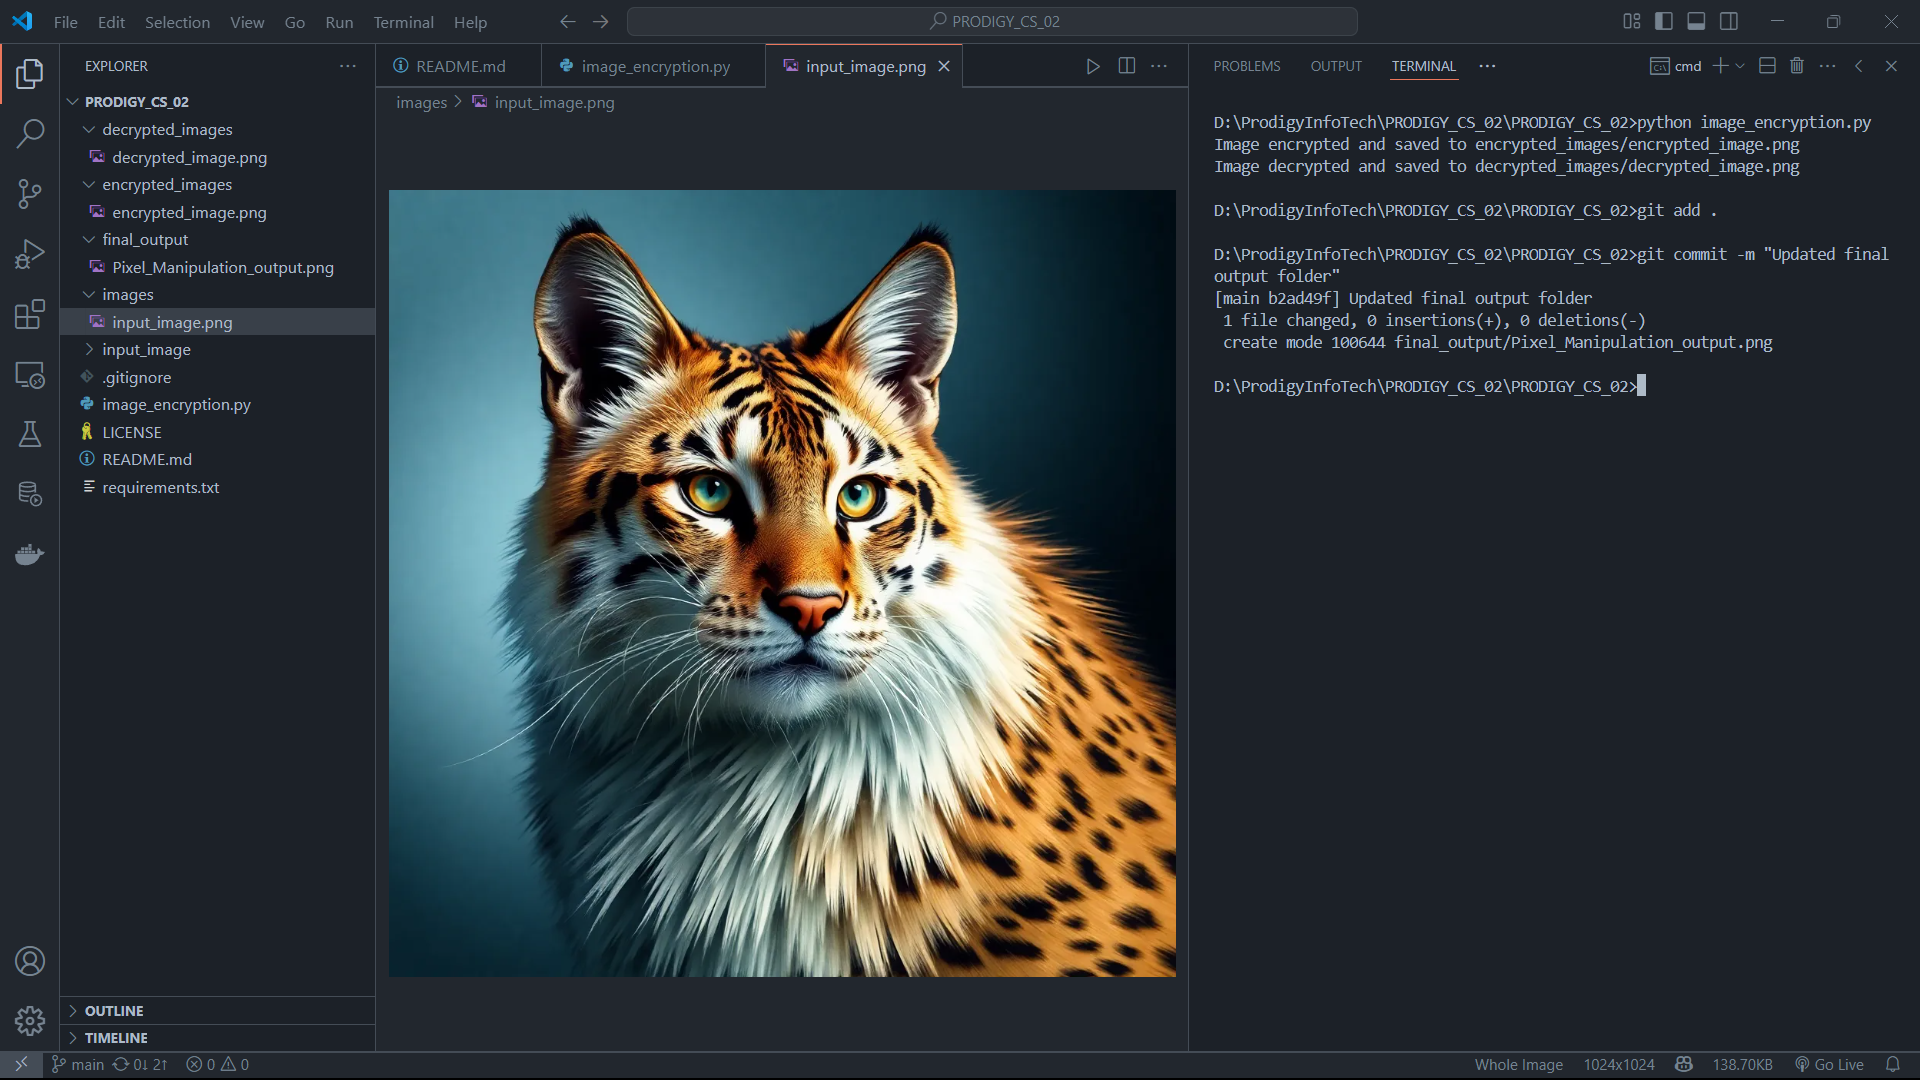 File Edit Selection View Go Run Terminal Help
PRODIGY_CS_02
EXPLORER
PRODIGY_CS_02
decrypted_images
decrypted_image.png
encrypted_images
encrypted_image.png
final_output
Pixel_Manipulation_output.png
images
input_image.png
input_image
.gitignore
image_encryption.py
LICENSE
README.md
requirements.txt
OUTLINE
TIMELINE
README.md image_encryption.py input_image.png
images input_image.png
PROBLEMS OUTPUT TERMINAL cmd
D:\ProdigyInfoTech\PRODIGY_CS_02\PRODIGY_CS_02>python image_encryption.py
Image encrypted and saved to encrypted_images/encrypted_image.png
Image decrypted and saved to decrypted_images/decrypted_image.png
D:\ProdigyInfoTech\PRODIGY_CS_02\PRODIGY_CS_02>git add .
D:\ProdigyInfoTech\PRODIGY_CS_02\PRODIGY_CS_02>git commit -m "Updated final
output folder"
[main b2ad49f] Updated final output folder
1 file changed, 0 insertions(+), 0 deletions(-)
create mode 100644 final_output/Pixel_Manipulation_output.png
D:\ProdigyInfoTech\PRODIGY_CS_02\PRODIGY_CS_02>
main 0↓ 2↑ 0 0 Whole Image 1024x1024 138.70KB Go Live